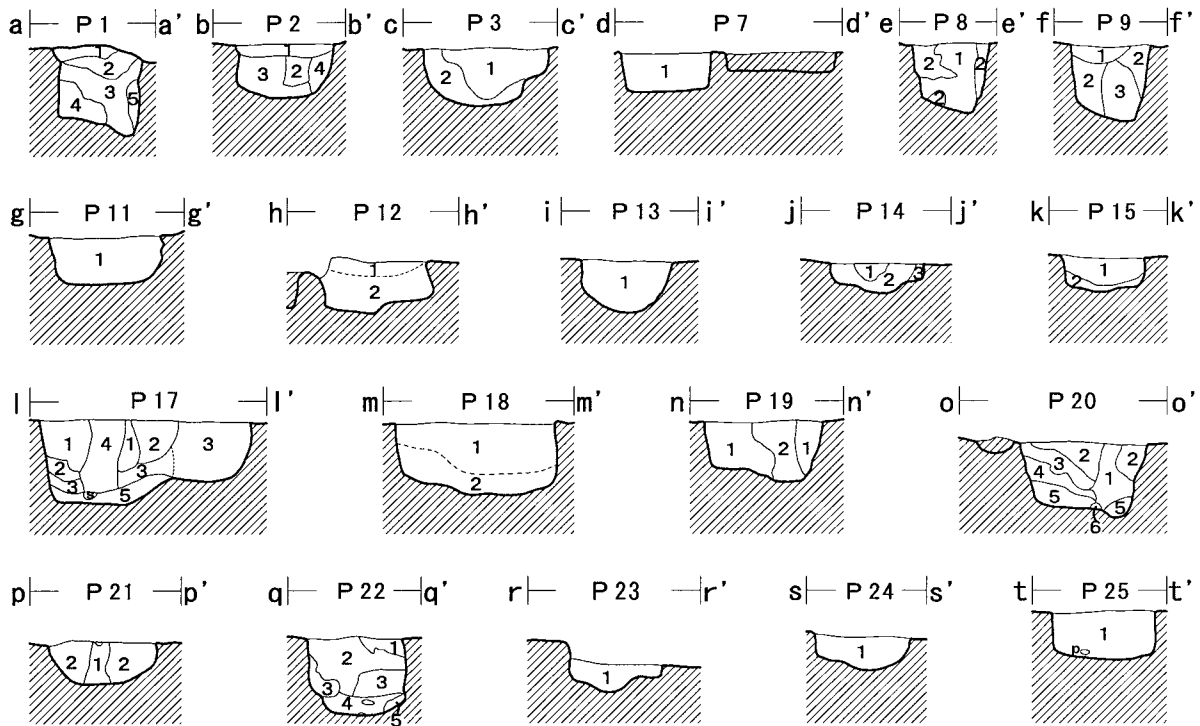 a P 1 a' b P 2 b' c P 3 c' d P 7 d' e P 8 e' f P 9 f'
1 2 3 4 5
1 3 2 4
1 2
1
1 2 2 2
1 2 2 3
g P 11 g' h P 12 h' i P 13 i' j P 14 j' k P 15 k'
1
1 2
1
1 2 3
1 2
l P 17 l' m P 18 m' n P 19 n' o P 20 o'
1 4 1 2 3 2 3 3 s 5
1 2
1 2 1
2 2 3 4 1 5 5 6
p P 21 p' q P 22 q' r P 23 r' s P 24 s' t P 25 t'
2 1 2
1 2 3 3 4 5
1
1
1 p